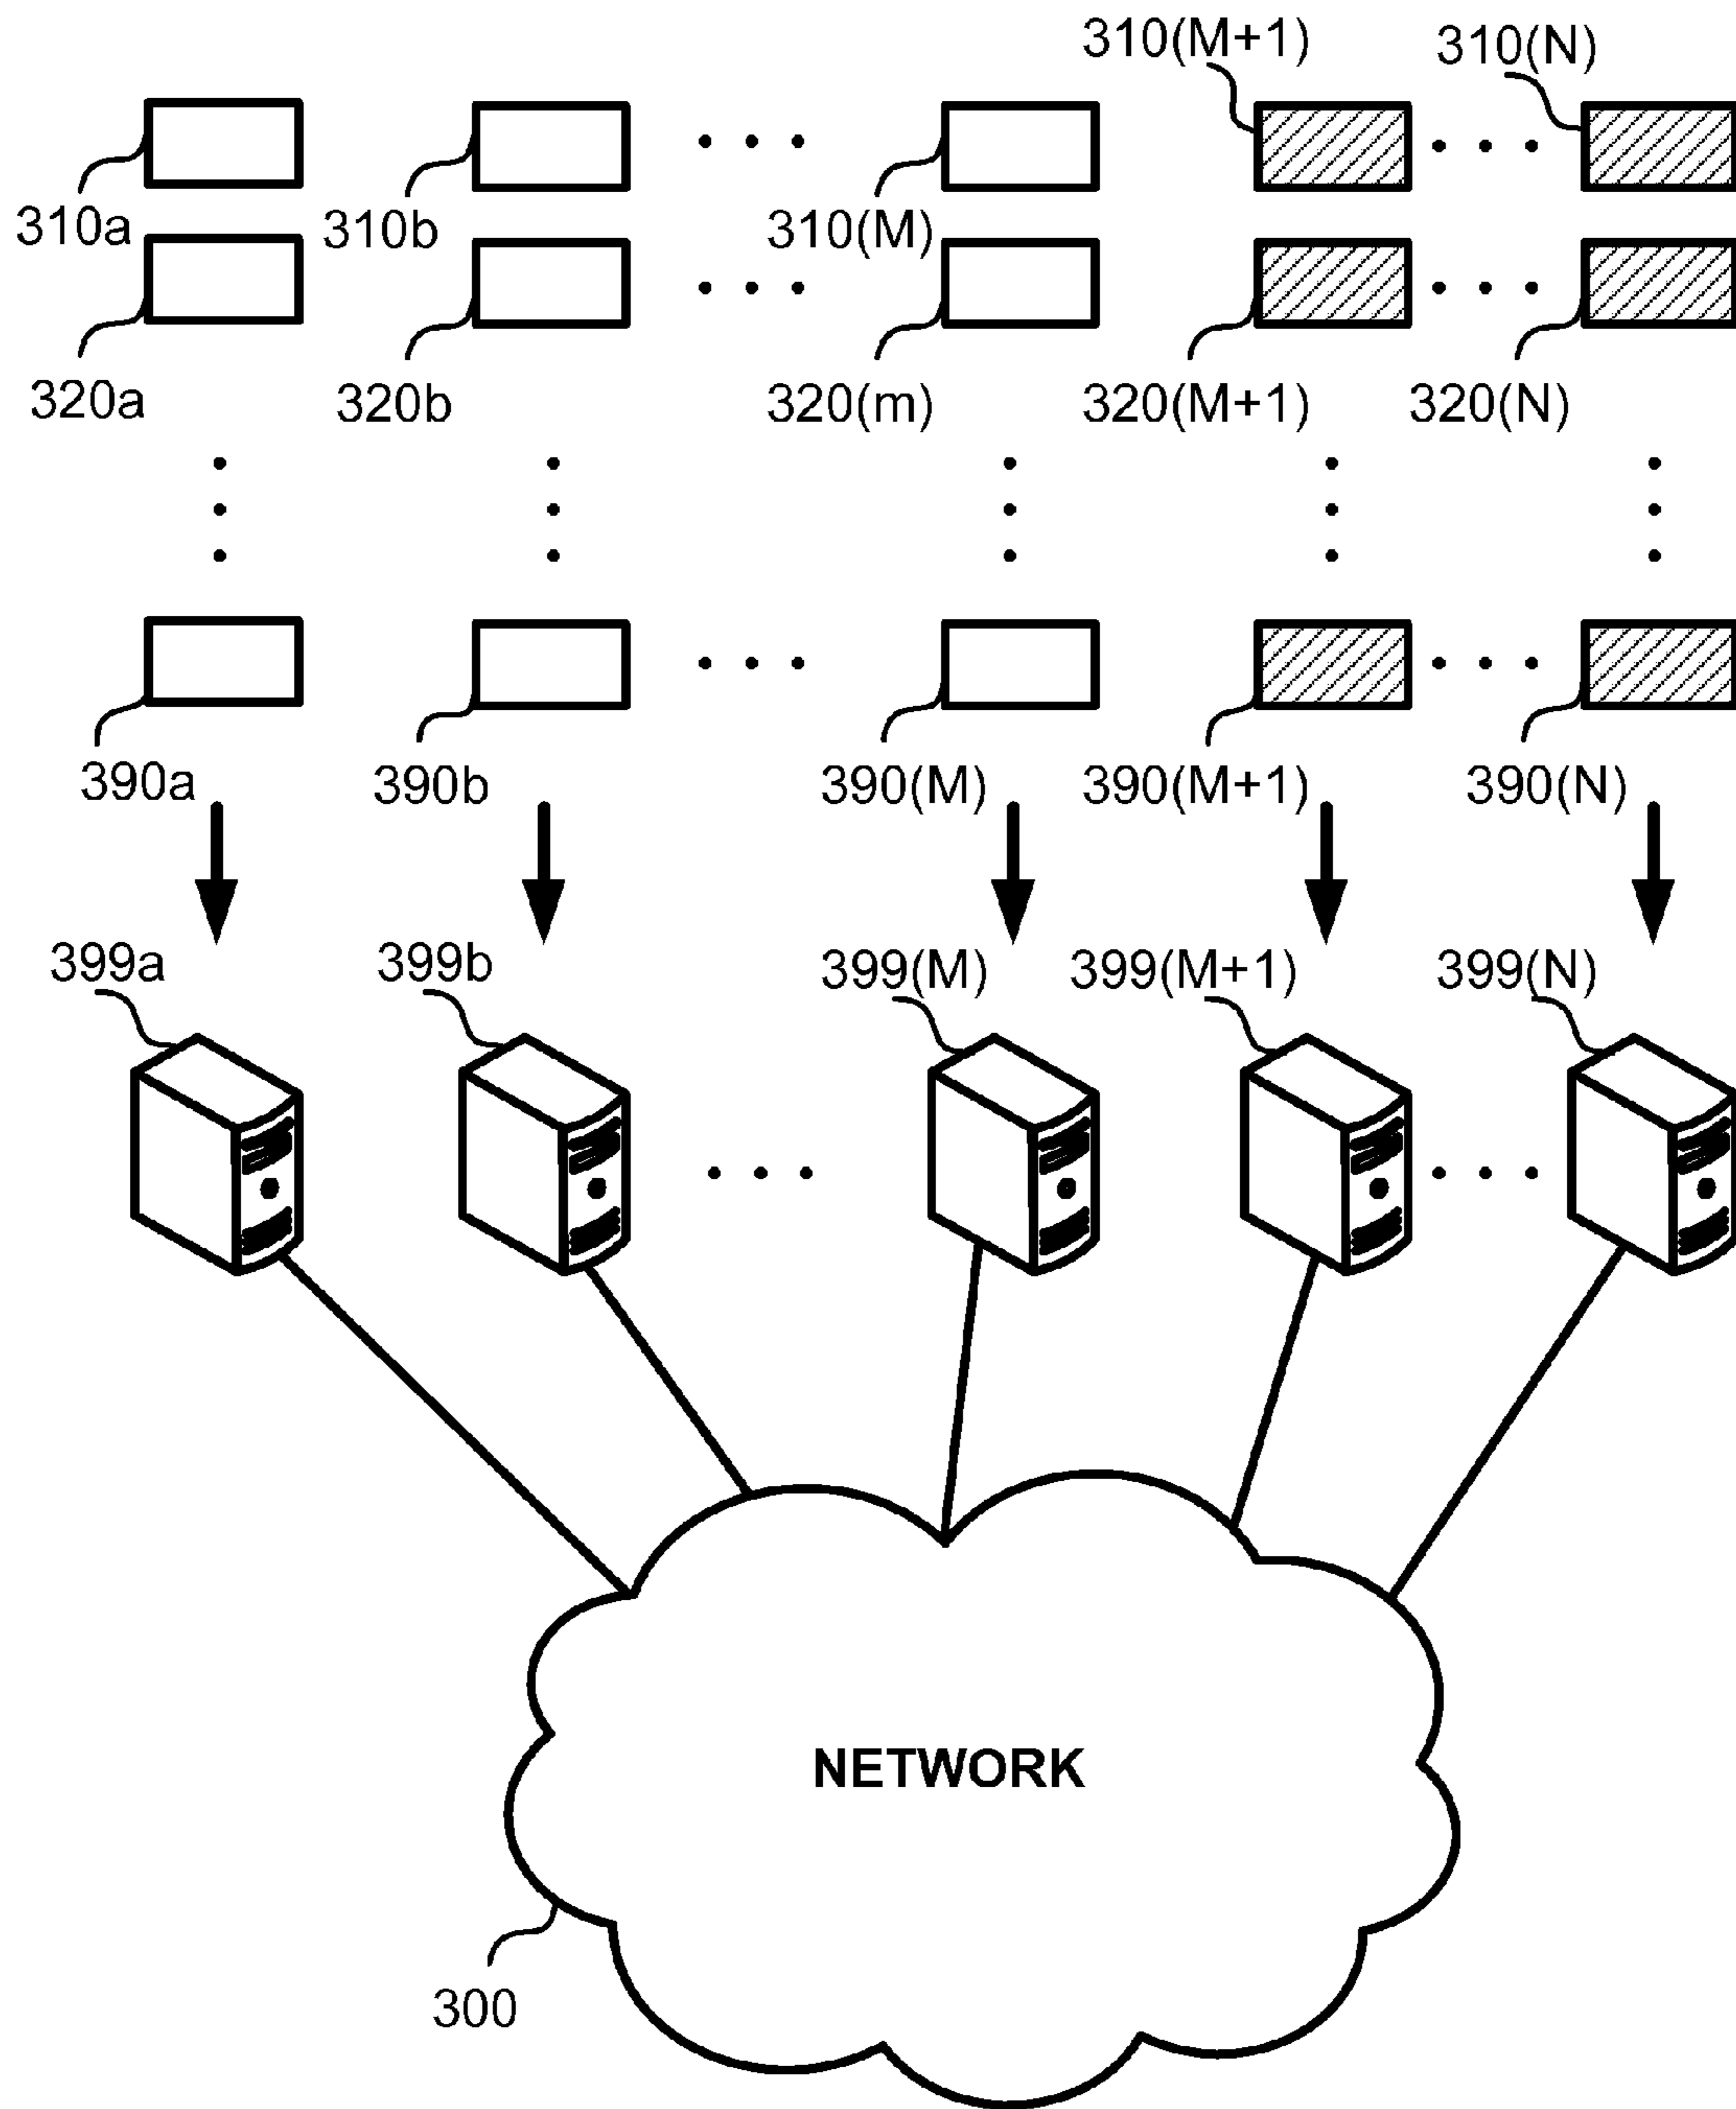 310(M+1) 310(N)
310a 310b 310(M)
320a 320b 320(m) 320(M+1) 320(N)
390a 390b 390(M) 390(M+1) 390(N)
399a 399b 399(M) 399(M+1) 399(N)
NETWORK
300